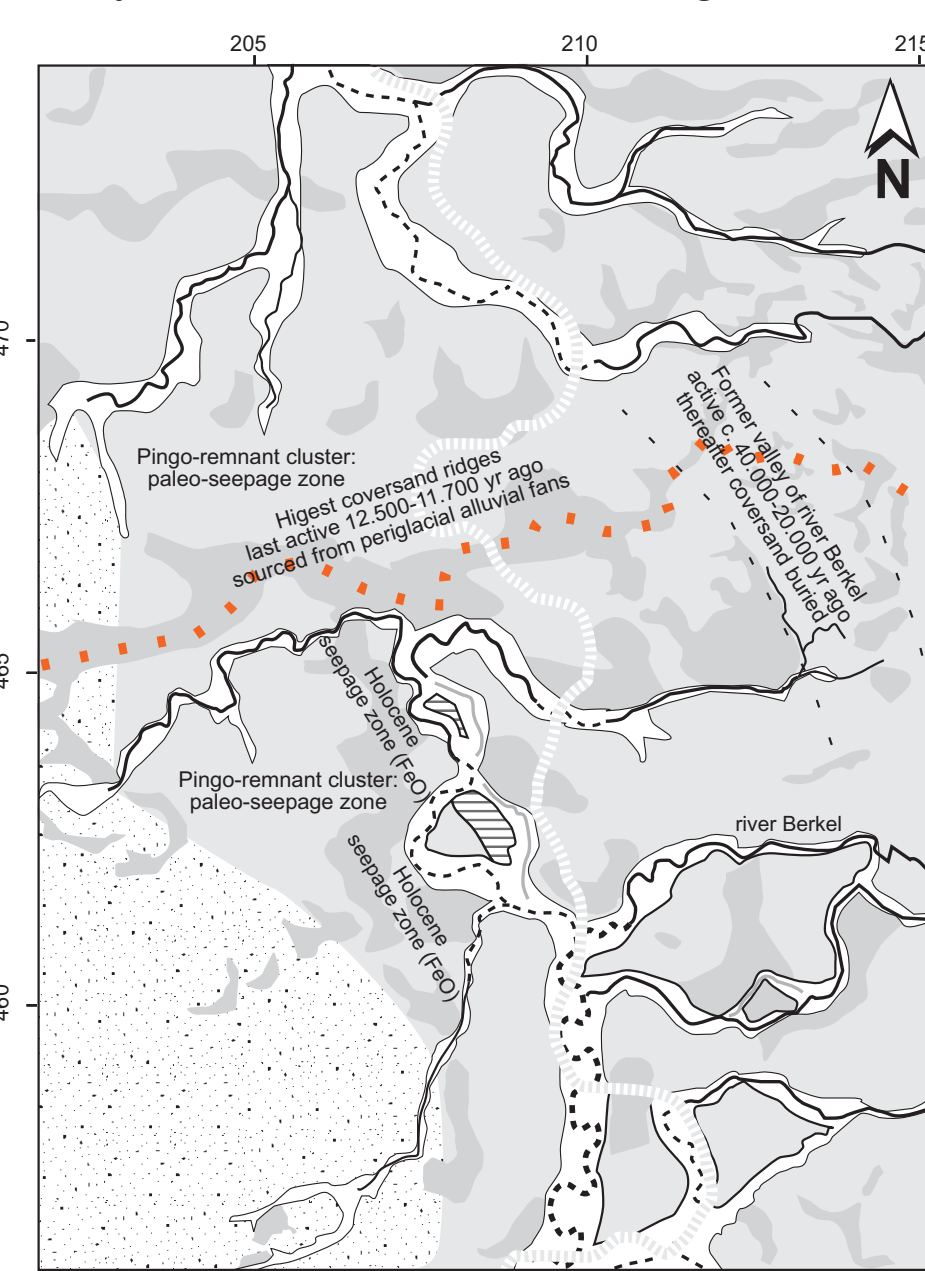 205
210
215
N
470
Former valley of river Berkel
active c. 40.000-20.000 yr ago
thereafter coversand buried
Pingo-remnant cluster:
paleo-seepage zone
Higest coversand ridges
last active 12.500-11.700 yr ago
sourced from periglacial alluvial fans
465
Holocene
seepage zone (FeO)
Pingo-remnant cluster:
paleo-seepage zone
river Berkel
Holocene
seepage zone (FeO)
460